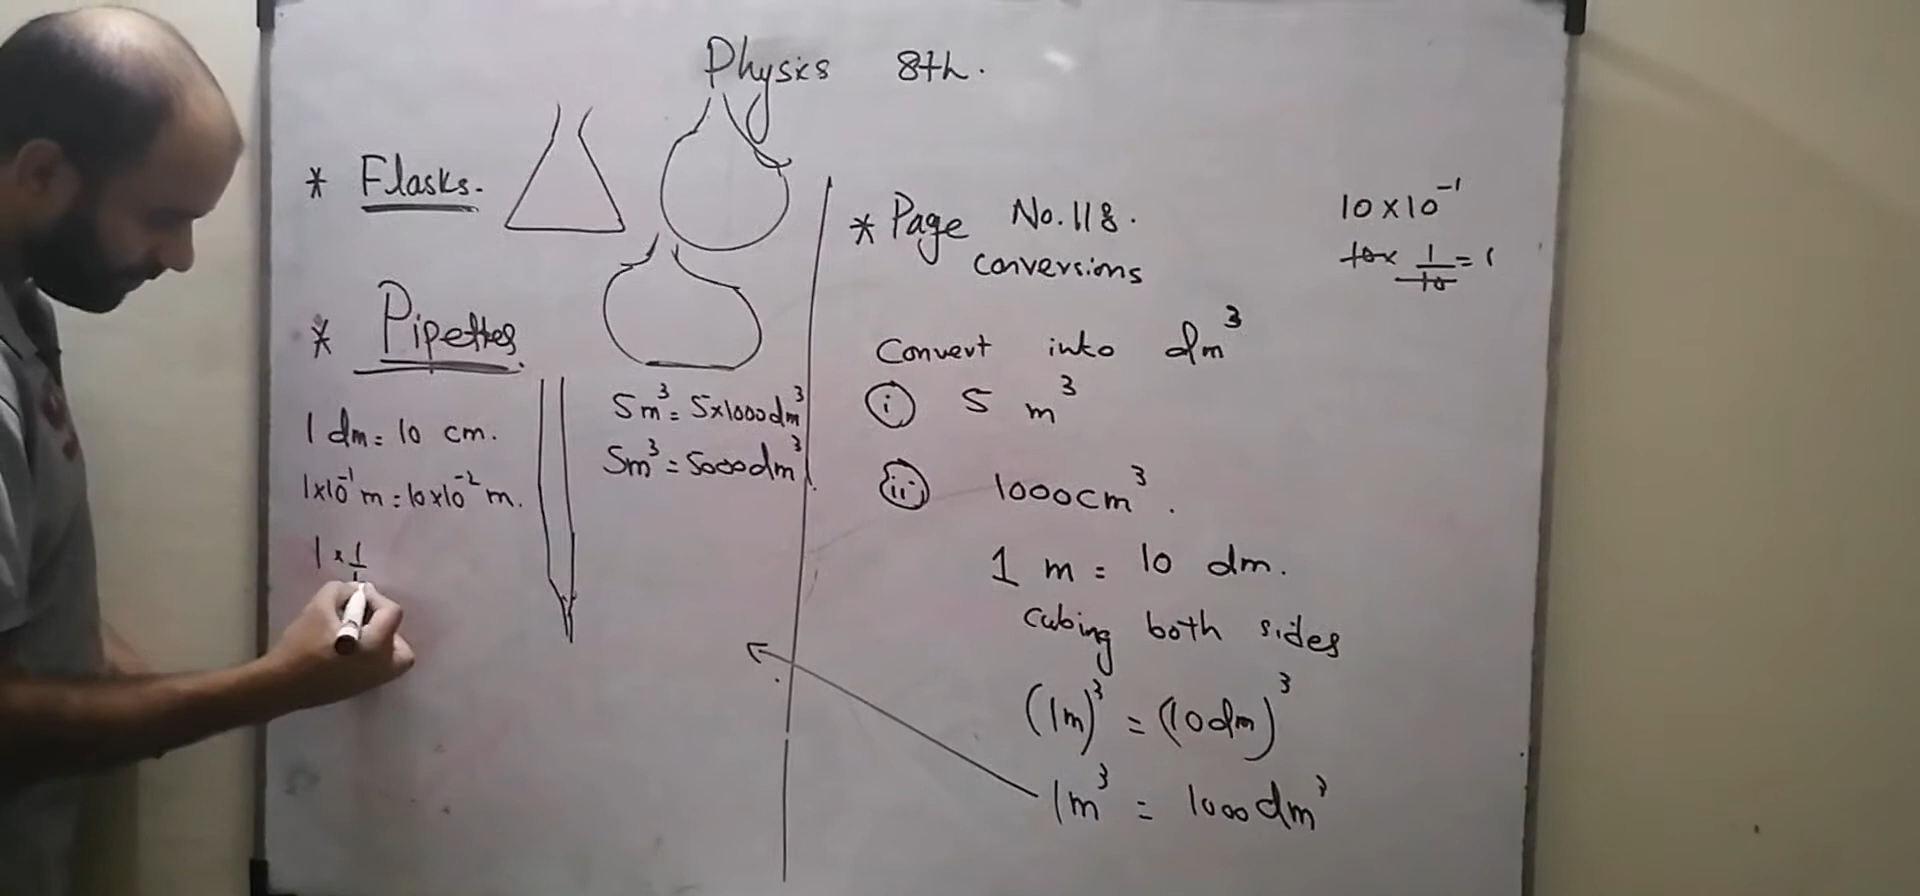 Physics 8th.
* Flasks.
* Pipettes
1 dm = 10 cm.
1×10⁻¹ m = 10×10⁻² m.
1 × 1
5m³ = 5×1000dm³
5m³ = 5000dm³
* Page No.118.
conversions
10×10⁻¹
10× 1/10 = 1
Convert into dm³
(i) 5 m³
(ii) 1000cm³.
1 m = 10 dm.
cubing both sides
(1m)³ = (10dm)³
1m³ = 1000dm³